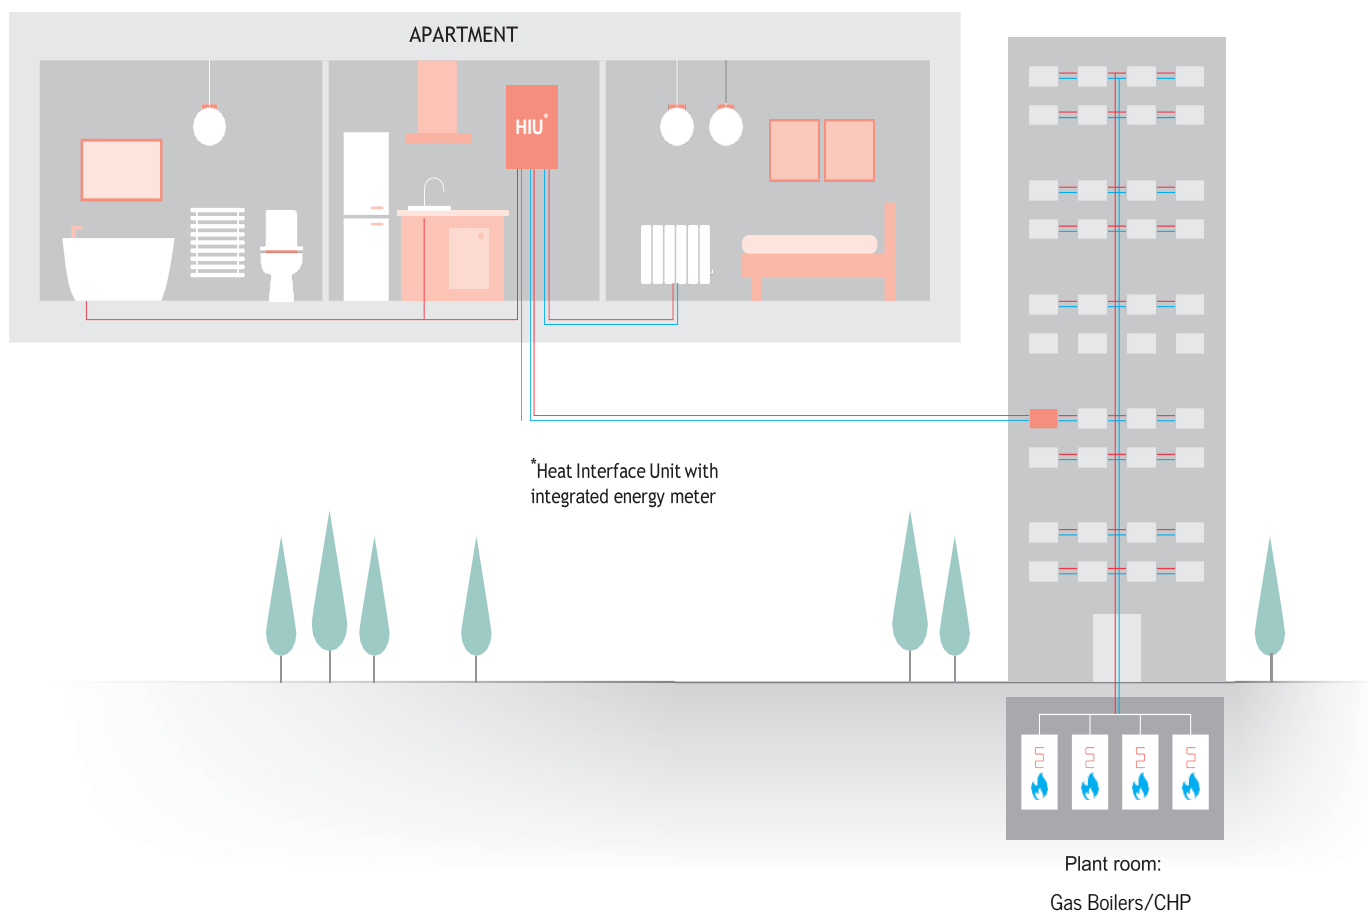 APARTMENT
HIU*
*Heat Interface Unit with
integrated energy meter
Plant room:
Gas Boilers/CHP